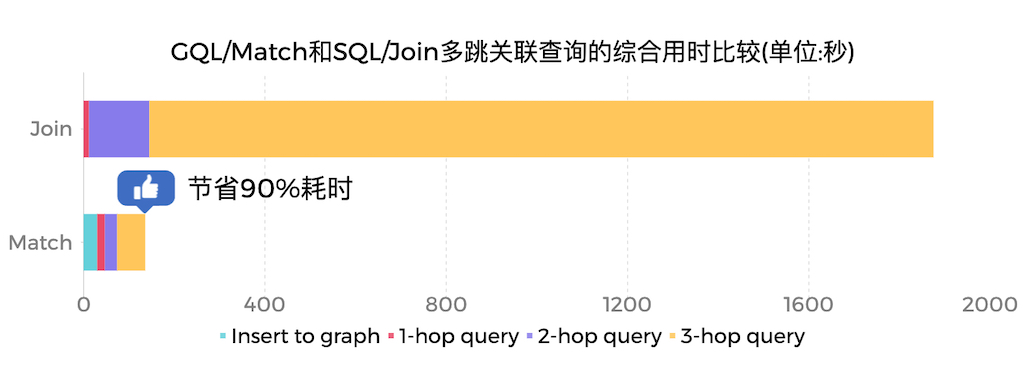 GQL/Match和SQL/Join多跳关联查询的综合用时比较(单位:秒)
Join
节省90%耗时
Match
0 400 800 1200 1600 2000
Insert to graph 1-hop query 2-hop query 3-hop query